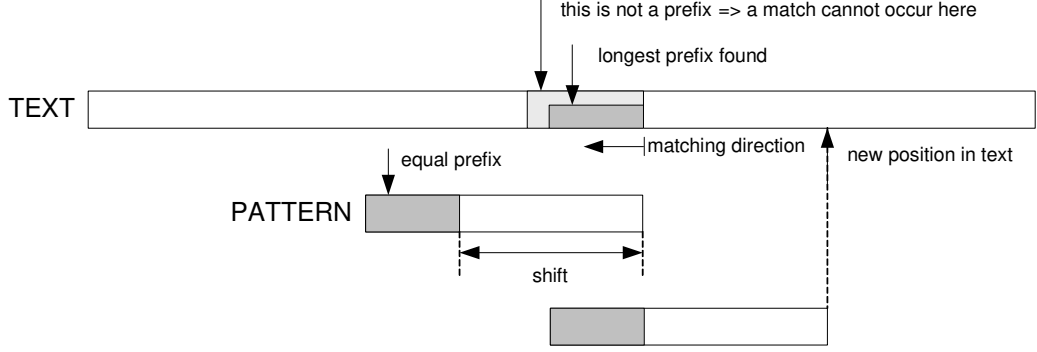 this is not a prefix => a match cannot occur here
longest prefix found
TEXT
matching direction
new position in text
equal prefix
PATTERN
shift